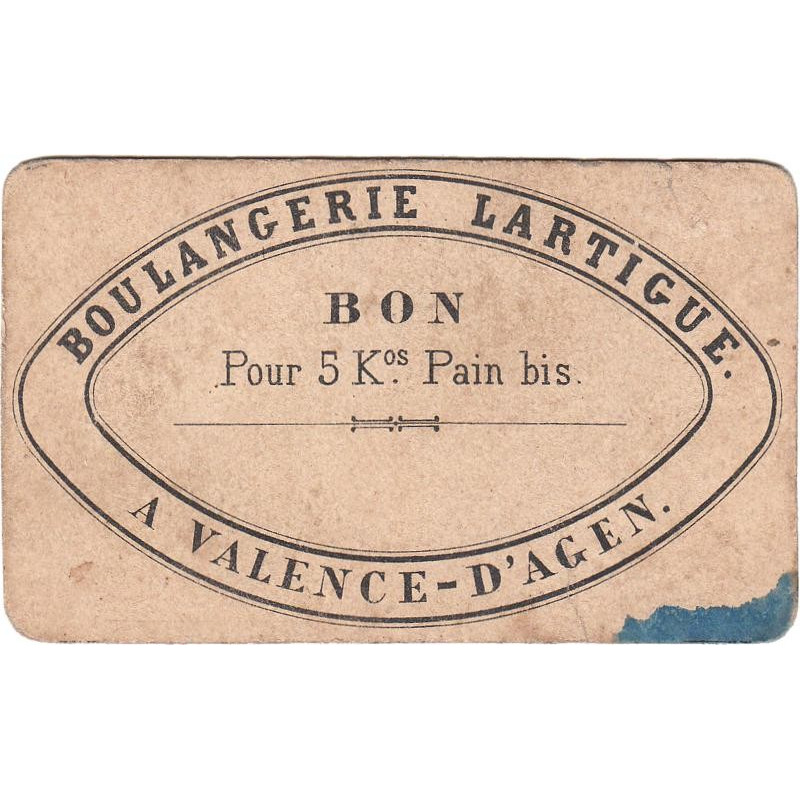 BOULANGERIE LARTIGUE.
BON
Pour 5 Kos. Pain bis.
A VALENCE-D'AGEN.